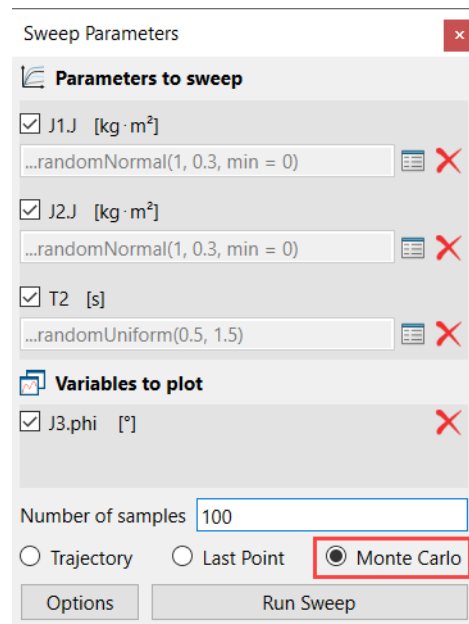 Sweep Parameters
Parameters to sweep
J1.J [kg·m²]
...randomNormal(1, 0.3, min = 0)
J2.J [kg·m²]
...randomNormal(1, 0.3, min = 0)
T2 [s]
...randomUniform(0.5, 1.5)
Variables to plot
J3.phi [°]
Number of samples 100
Trajectory Last Point Monte Carlo
Options Run Sweep